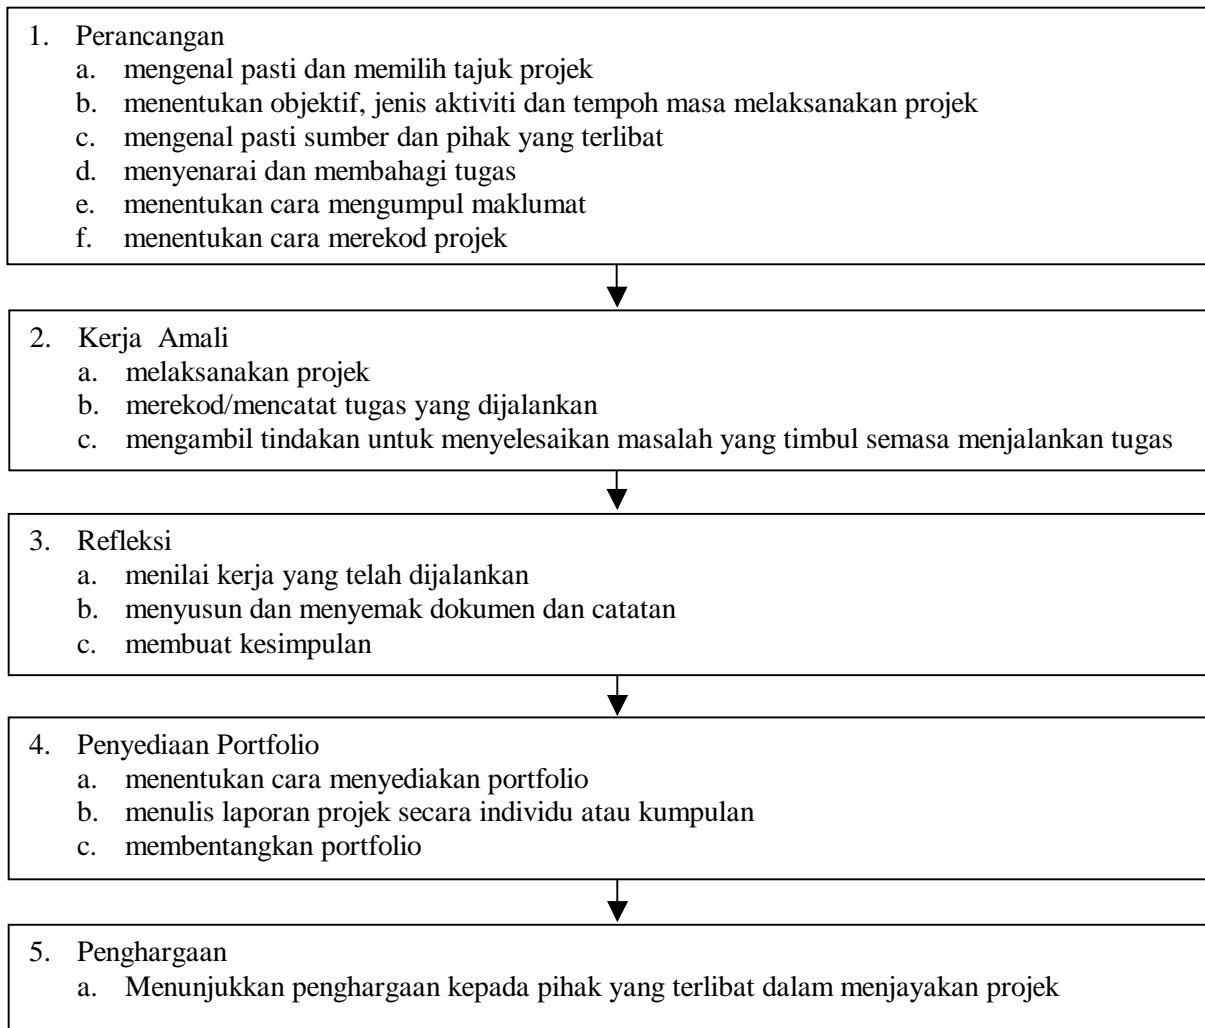 1. Perancangan
a. mengenal pasti dan memilih tajuk projek
b. menentukan objektif, jenis aktiviti dan tempoh masa melaksanakan projek
c. mengenal pasti sumber dan pihak yang terlibat
d. menyenarai dan membahagi tugas
e. menentukan cara mengumpul maklumat
f. menentukan cara merekod projek
2. Kerja Amali
a. melaksanakan projek
b. merekod/mencatat tugas yang dijalankan
c. mengambil tindakan untuk menyelesaikan masalah yang timbul semasa menjalankan tugas
3. Refleksi
a. menilai kerja yang telah dijalankan
b. menyusun dan menyemak dokumen dan catatan
c. membuat kesimpulan
4. Penyediaan Portfolio
a. menentukan cara menyediakan portfolio
b. menulis laporan projek secara individu atau kumpulan
c. membentangkan portfolio
5. Penghargaan
a. Menunjukkan penghargaan kepada pihak yang terlibat dalam menjayakan projek